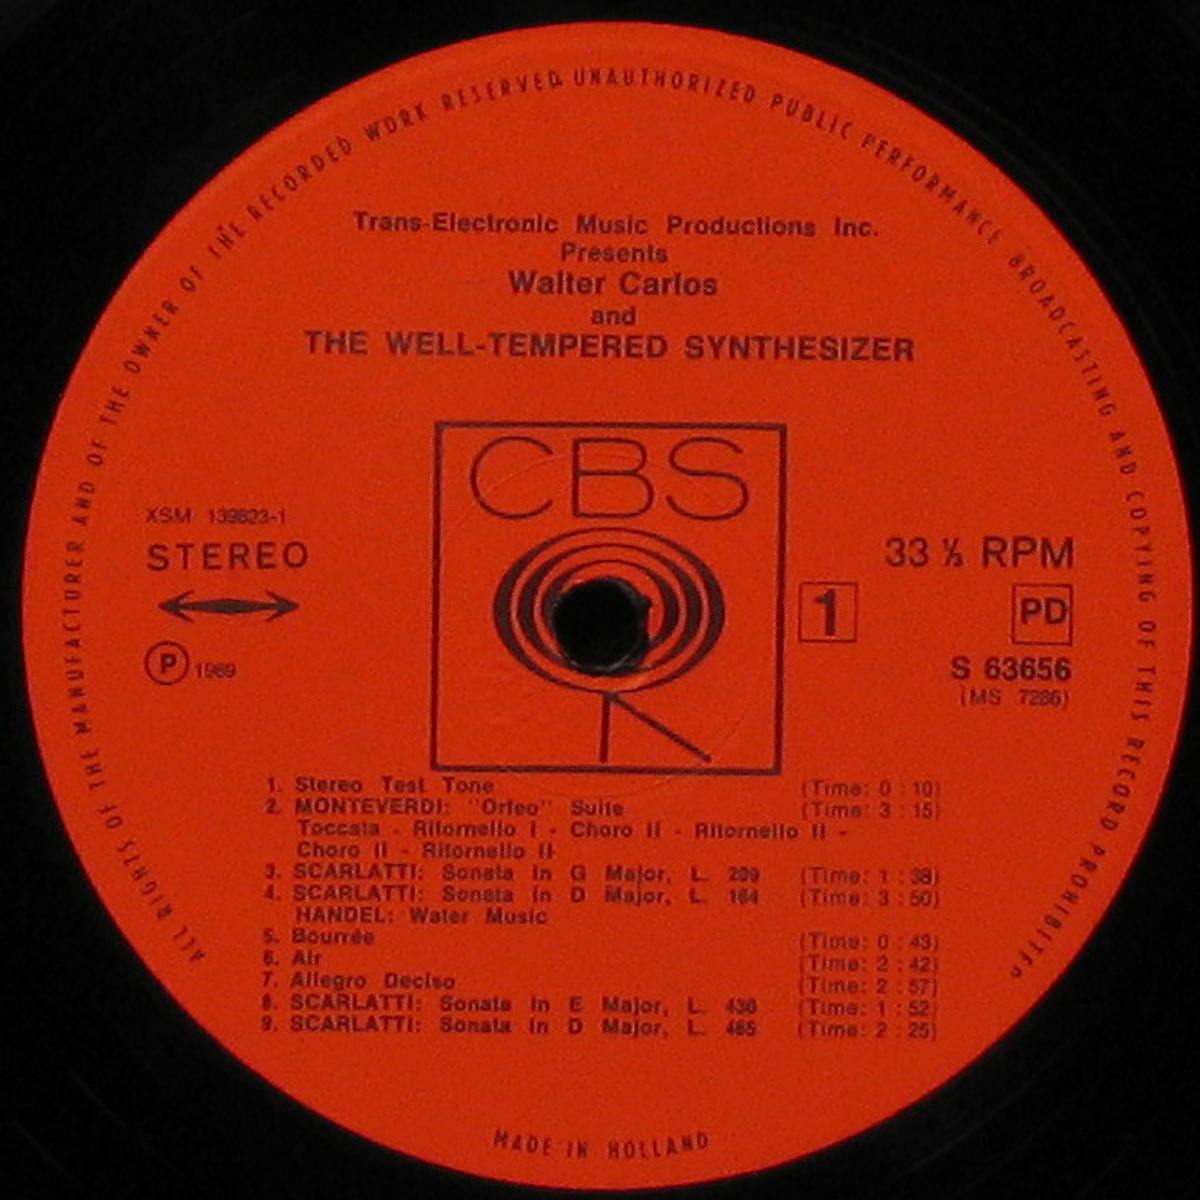 ALL RIGHTS OF THE MANUFACTURER AND OF THE OWNER OF THE RECORDED WORK RESERVED. UNAUTHORIZED PUBLIC PERFORMANCE BROADCASTING AND COPYING OF THIS RECORD PROHIBITED
Trans-Electronic Music Productions Inc.
Presents
Walter Carlos
and
THE WELL-TEMPERED SYNTHESIZER
CBS
XSM 139823-1
STEREO
P 1969
33 ⅓ RPM
1
PD
S 63656
(MS 7286)
1. Stereo Test Tone (Time: 0 : 10)
2. MONTEVERDI: "Orfeo" Suite (Time: 3 : 15)
Toccata - Ritornello I - Choro II - Ritornello II -
Choro II - Ritornello II
3. SCARLATTI: Sonata in G Major, L. 209 (Time: 1 : 38)
4. SCARLATTI: Sonata in D Major, L. 164 (Time: 3 : 50)
HANDEL: Water Music
5. Bourrée (Time: 0 : 43)
6. Air (Time: 2 : 42)
7. Allegro Deciso (Time: 2 : 57)
8. SCARLATTI: Sonata in E Major, L. 430 (Time: 1 : 52)
9. SCARLATTI: Sonata in D Major, L. 465 (Time: 2 : 25)
MADE IN HOLLAND